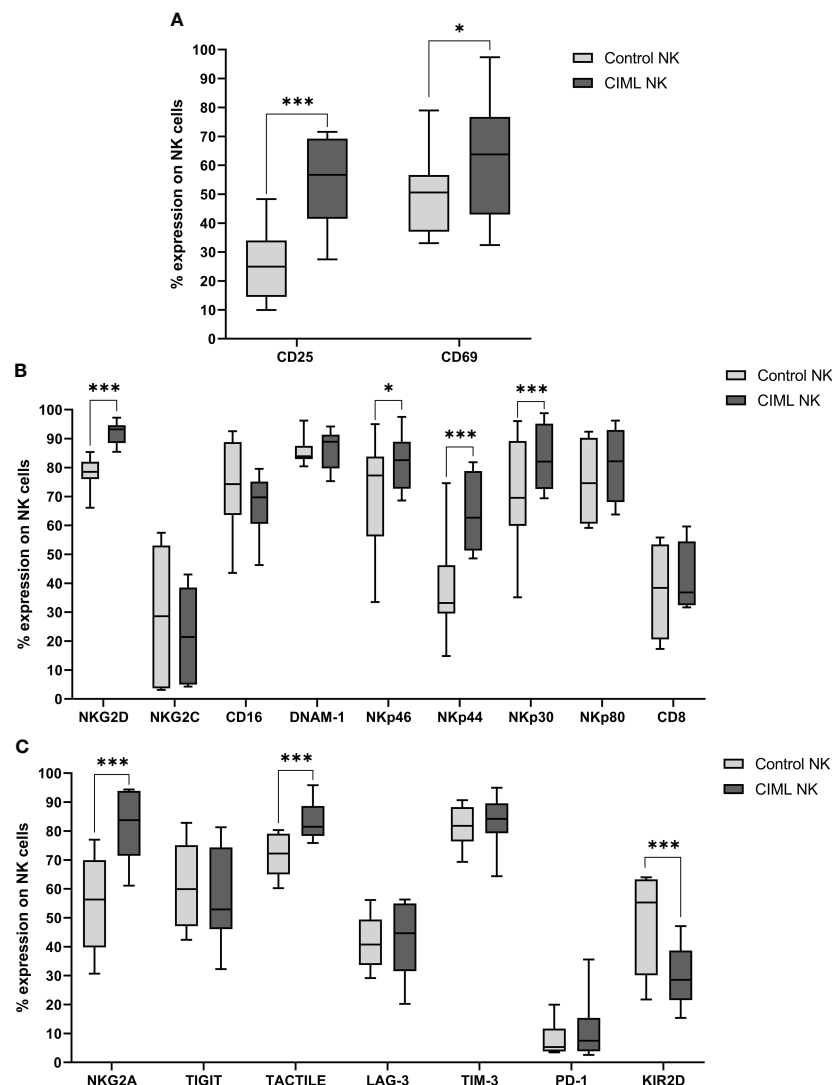 A
% expression on NK cells
100
90
80
70
60
50
40
30
20
10
0
***
*
CD25 CD69
Control NK
CIML NK
B
% expression on NK cells
100
90
80
70
60
50
40
30
20
10
0
***
*
***
***
NKG2D NKG2C CD16 DNAM-1 NKp46 NKp44 NKp30 NKp80 CD8
Control NK
CIML NK
C
% expression on NK cells
100
90
80
70
60
50
40
30
20
10
0
***
***
***
NKG2A TIGIT TACTILE LAG-3 TIM-3 PD-1 KIR2D
Control NK
CIML NK